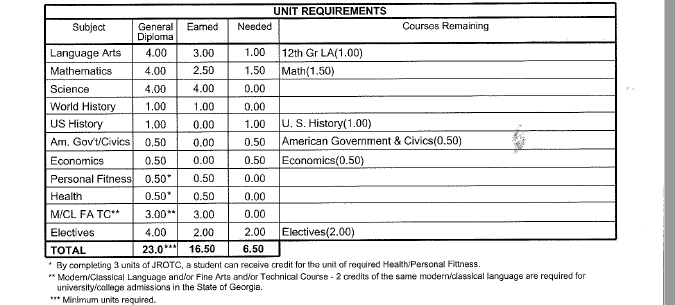 UNIT REQUIREMENTS
Subject General Diploma Earned Needed Courses Remaining
Language Arts 4.00 3.00 1.00 12th Gr LA(1.00)
Mathematics 4.00 2.50 1.50 Math(1.50)
Science 4.00 4.00 0.00
World History 1.00 1.00 0.00
US History 1.00 0.00 1.00 U. S. History(1.00)
Am. Gov't/Civics 0.50 0.00 0.50 American Government & Civics(0.50)
Economics 0.50 0.00 0.50 Economics(0.50)
Personal Fitness 0.50* 0.50 0.00
Health 0.50* 0.50 0.00
M/CL FA TC** 3.00** 3.00 0.00
Electives 4.00 2.00 2.00 Electives(2.00)
TOTAL 23.0*** 16.50 6.50
* By completing 3 units of JROTC, a student can receive credit for the unit of required Health/Personal Fittness.
** Modern/Classical Language and/or Fine Arts and/or Technical Course - 2 credits of the same modern/classical language are required for
university/college admissions in the State of Georgia.
*** Minimum units required.